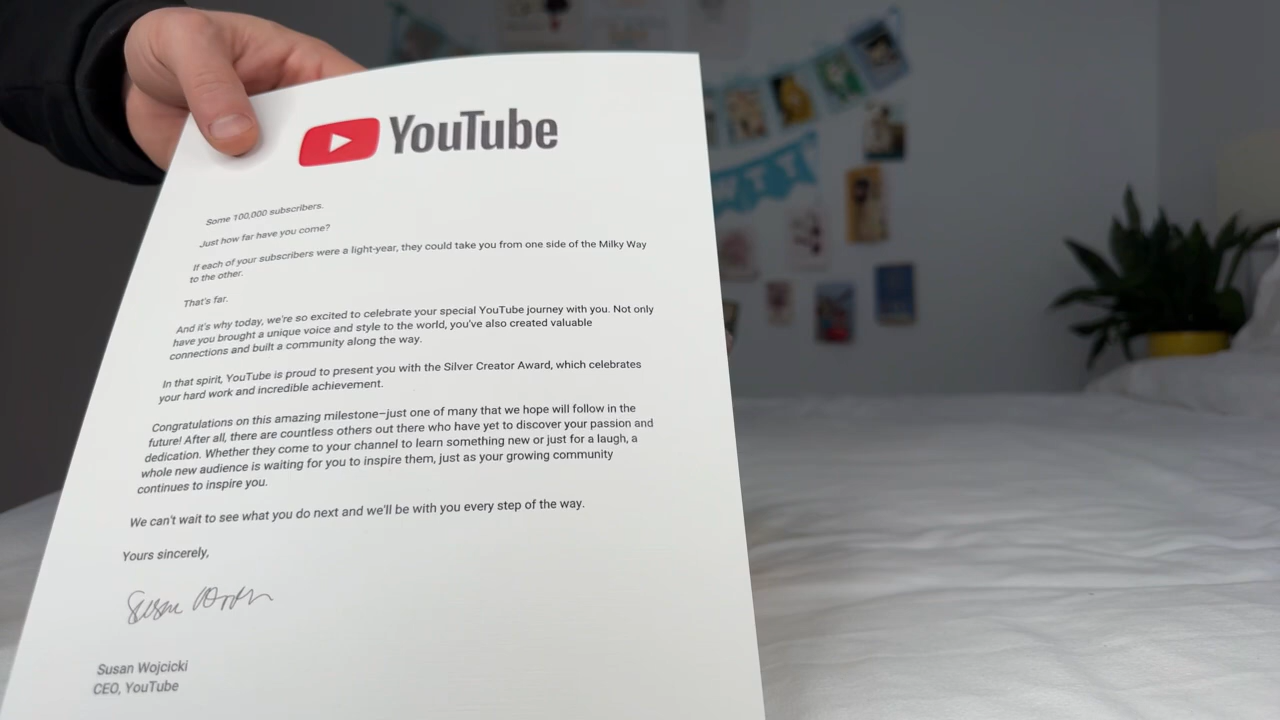 YouTube
Some 100,000 subscribers.
Just how far have you come?
If each of your subscribers were a light-year, they could take you from one side of the Milky Way
to the other.
That's far.
And it's why today, we're so excited to celebrate your special YouTube journey with you. Not only
have you brought a unique voice and style to the world, you've also created valuable
connections and built a community along the way.
In that spirit, YouTube is proud to present you with the Silver Creator Award, which celebrates
your hard work and incredible achievement.
Congratulations on this amazing milestone–just one of many that we hope will follow in the
future! After all, there are countless others out there who have yet to discover your passion and
dedication. Whether they come to your channel to learn something new or just for a laugh, a
whole new audience is waiting for you to inspire them, just as your growing community
continues to inspire you.
We can't wait to see what you do next and we'll be with you every step of the way.
Yours sincerely,
Susan Wojcicki
CEO, YouTube